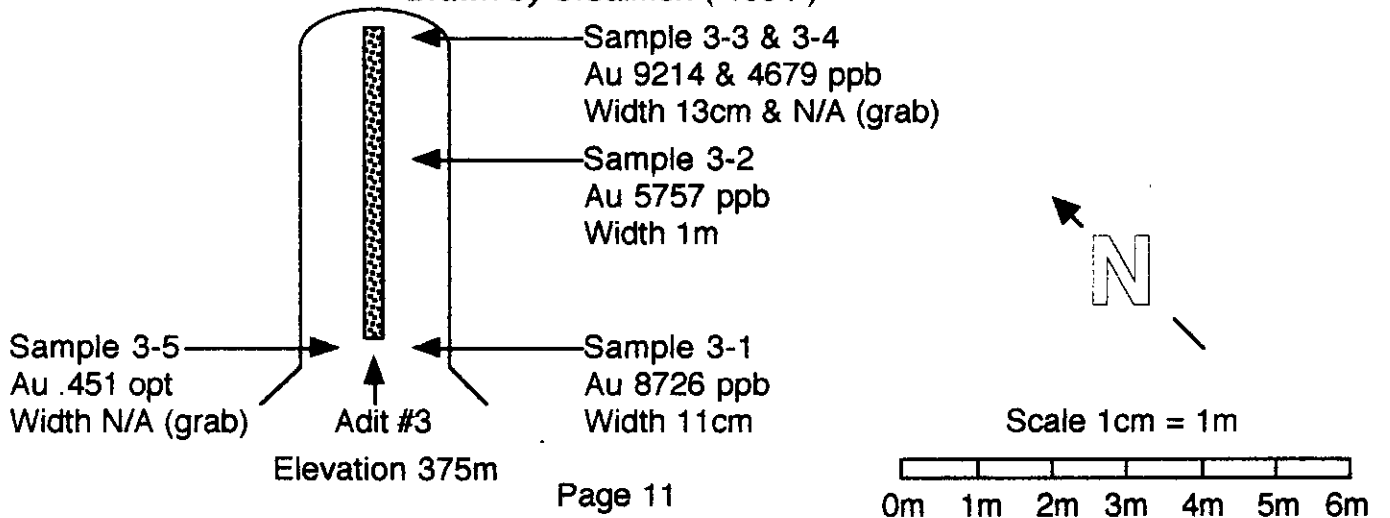 Sample 3-3 & 3-4
Au 9214 & 4679 ppb
Width 13cm & N/A (grab)
Sample 3-2
Au 5757 ppb
Width 1m
N
Sample 3-5
Au .451 opt
Width N/A (grab)
Adit #3
Elevation 375m
Sample 3-1
Au 8726 ppb
Width 11cm
Scale 1cm = 1m
0m 1m 2m 3m 4m 5m 6m
Page 11